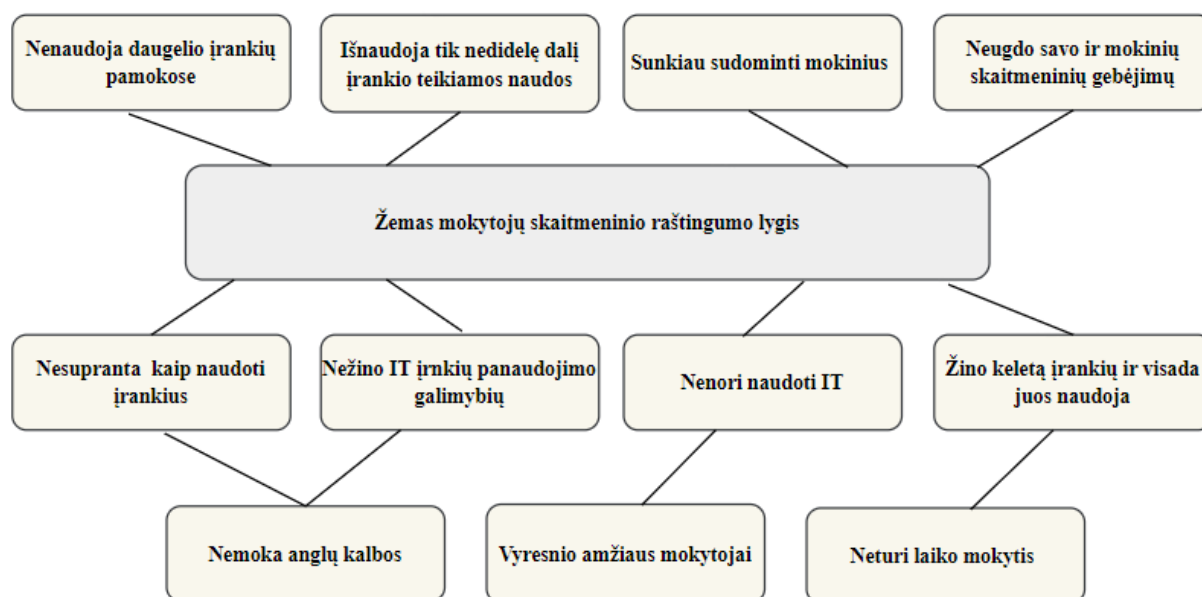 Nenaudoja daugelio įrankių
pamokose
Išnaudoja tik nedidelę dalį
įrankio teikiamos naudos
Sunkiau sudominti mokinius
Neugdo savo ir mokinių
skaitmeninių gebėjimų
Žemas mokytojų skaitmeninio raštingumo lygis
Nesupranta kaip naudoti
įrankius
Nežino IT įrnkių panaudojimo
galimybių
Nenori naudoti IT
Žino keletą įrankių ir visada
juos naudoja
Nemoka anglų kalbos
Vyresnio amžiaus mokytojai
Neturi laiko mokytis